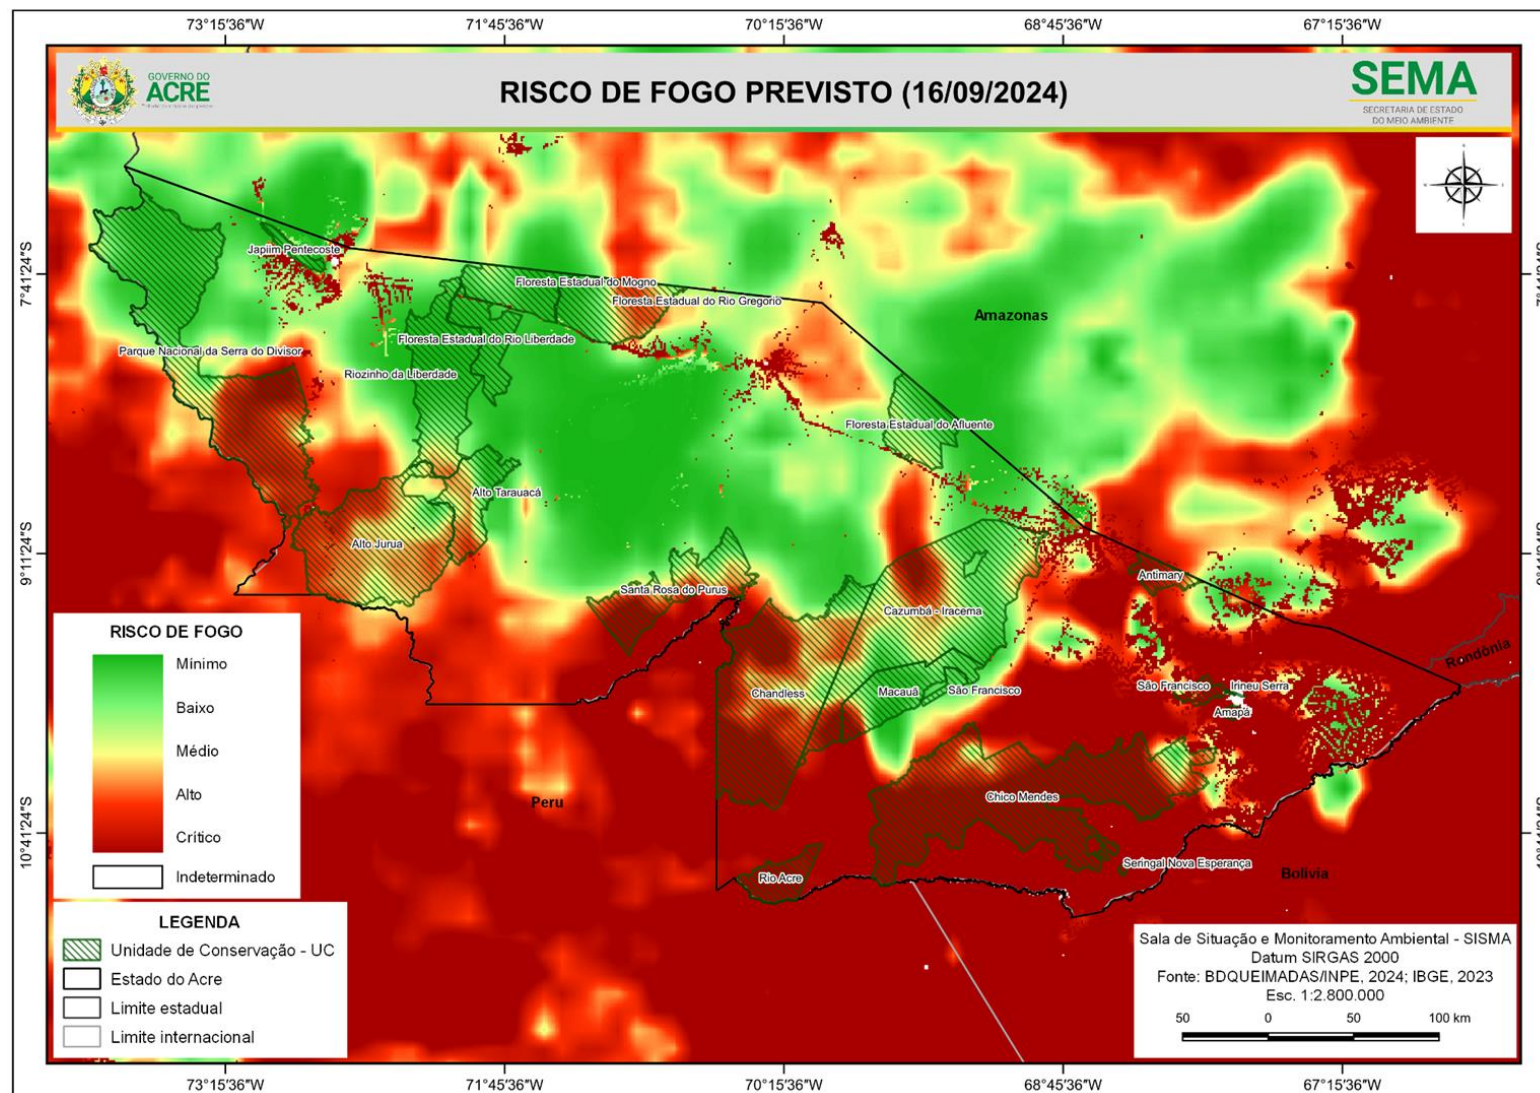 73°15'36"W
71°45'36"W
70°15'36"W
68°45'36"W
67°15'36"W
GOVERNO DO
ACRE
RISCO DE FOGO PREVISTO (16/09/2024)
SEMA
SECRETARIA DE ESTADO
DO MEIO AMBIENTE
Japiim Pentecoste
7°41'24"S
Floresta Estadual do Mogno
Floresta Estadual do Rio Gregório
Amazonas
Floresta Estadual do Rio Liberdade
Parque Nacional da Serra do Divisor
Riozinho da Liberdade
Floresta Estadual do Afluente
Alto Tarauacá
Alto Jurua
9°11'24"S
Antimary
Santa Rosa do Purus
Cazumbá - Iracema
Rondônia
Chandless
Macauã
São Francisco
São Francisco
Irineu Serra
Amapá
Peru
Chico Mendes
10°41'24"S
Seringal Nova Esperança
Rio Acre
Bolívia
RISCO DE FOGO
Mínimo
Baixo
Médio
Alto
Crítico
Indeterminado
LEGENDA
Unidade de Conservação - UC
Estado do Acre
Limite estadual
Limite internacional
Sala de Situação e Monitoramento Ambiental - SISMA
Datum SIRGAS 2000
Fonte: BDQUEIMADAS/INPE, 2024; IBGE, 2023
Esc. 1:2.800.000
50 0 50 100 km
73°15'36"W
71°45'36"W
70°15'36"W
68°45'36"W
67°15'36"W